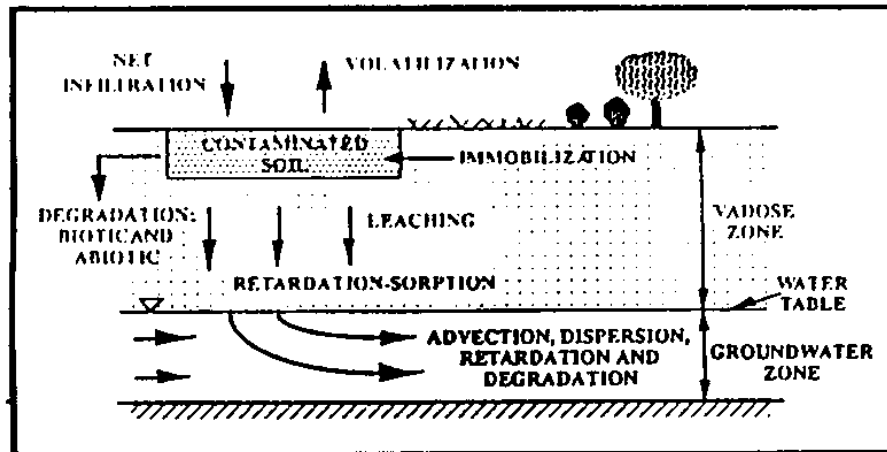 NET
INFILTRATION
VOLATILIZATION
CONTAMINATED
SOIL
IMMOBILIZATION
DEGRADATION:
BIOTIC AND
ABIOTIC
LEACHING
VADOSE
ZONE
RETARDATION-SORPTION
WATER
TABLE
ADVECTION, DISPERSION,
RETARDATION AND
DEGRADATION
GROUNDWATER
ZONE